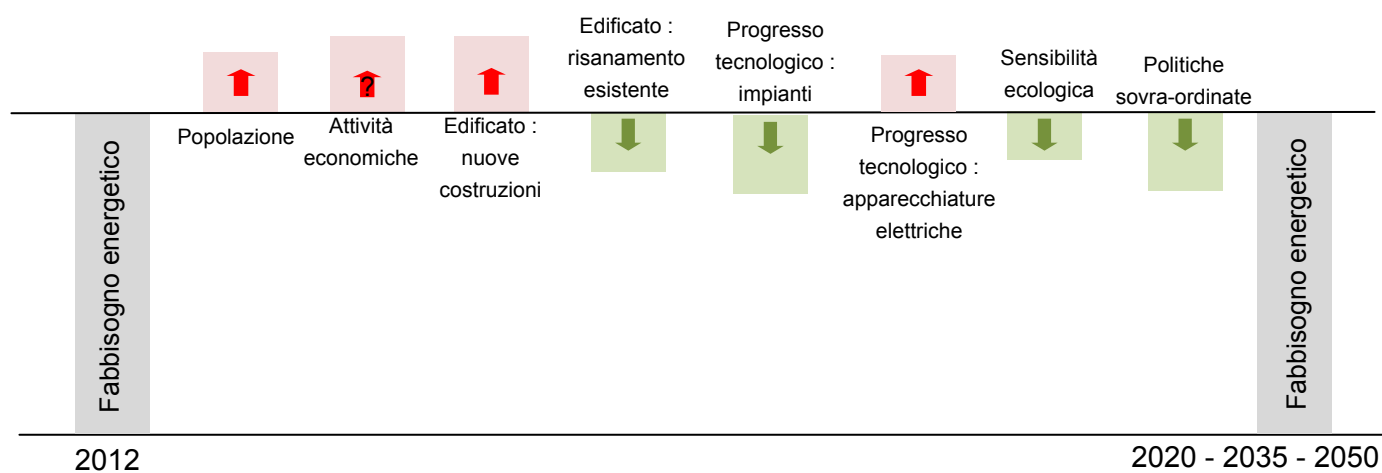 Fabbisogno energetico
2012
Popolazione
?
Attività
economiche
Edificato :
nuove
costruzioni
Edificato :
risanamento
esistente
Progresso
tecnologico :
impianti
Progresso
tecnologico :
apparecchiature
elettriche
Sensibilità
ecologica
Politiche
sovra-ordinate
Fabbisogno energetico
2020 - 2035 - 2050